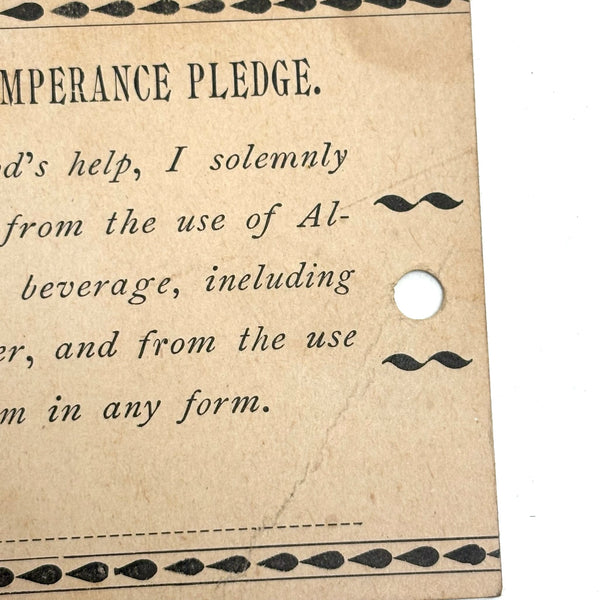 MPERANCE PLEDGE.
d's help, I solemnly
from the use of Al-
beverage, ineluding
er, and from the use
m in any form.